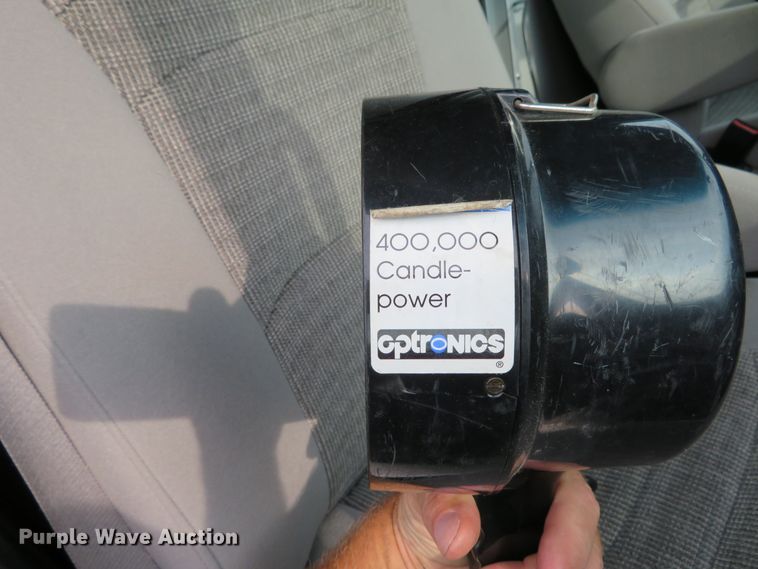 400,000
Candle-
power
OPTRONICS
®
Purple Wave Auction